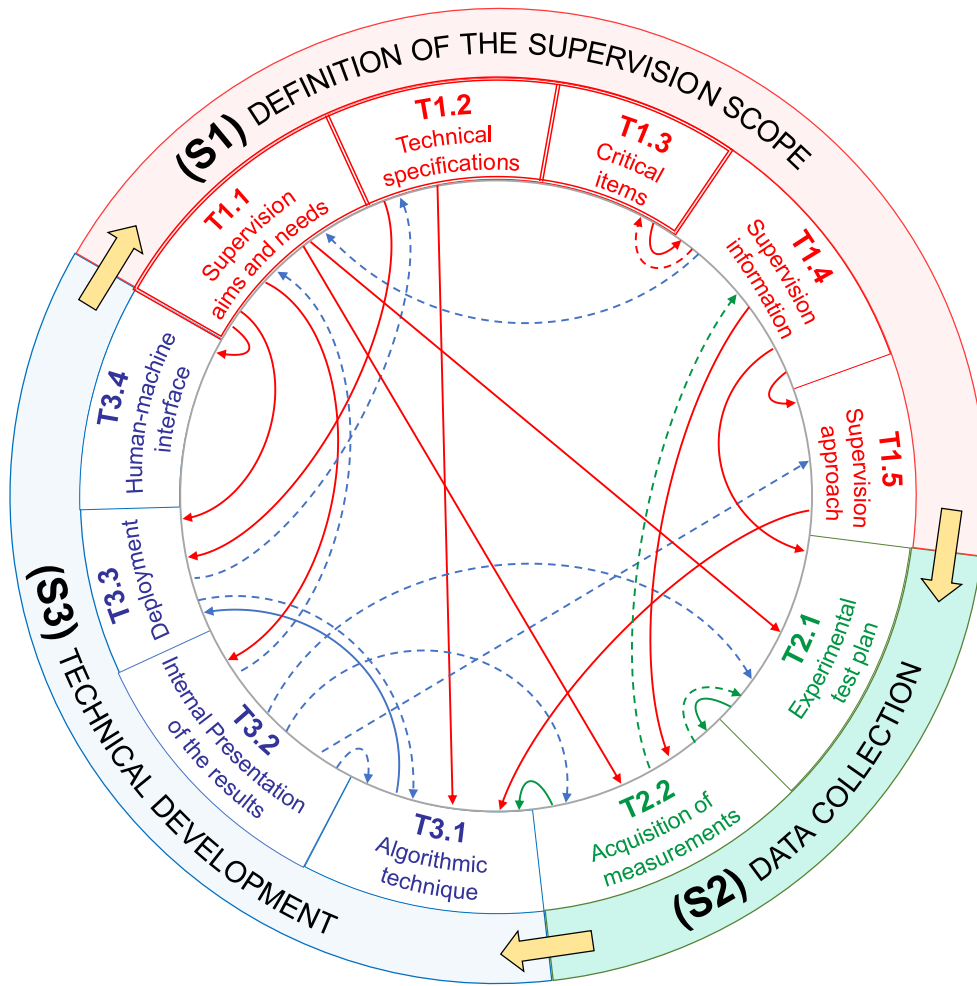 (S1) DEFINITION OF THE SUPERVISION SCOPE
T1.1
Supervision
aims and needs
T1.2
Technical
specifications
T1.3
Critical
items
T1.4
Supervision
information
T1.5
Supervision
approach
(S2) DATA COLLECTION
T2.1
Experimental
test plan
T2.2
Acquisition of
measurements
(S3) TECHNICAL DEVELOPMENT
T3.1
Algorithmic
technique
T3.2
Internal Presentation
of the results
T3.3
Deployment
T3.4
Human-machine
interface